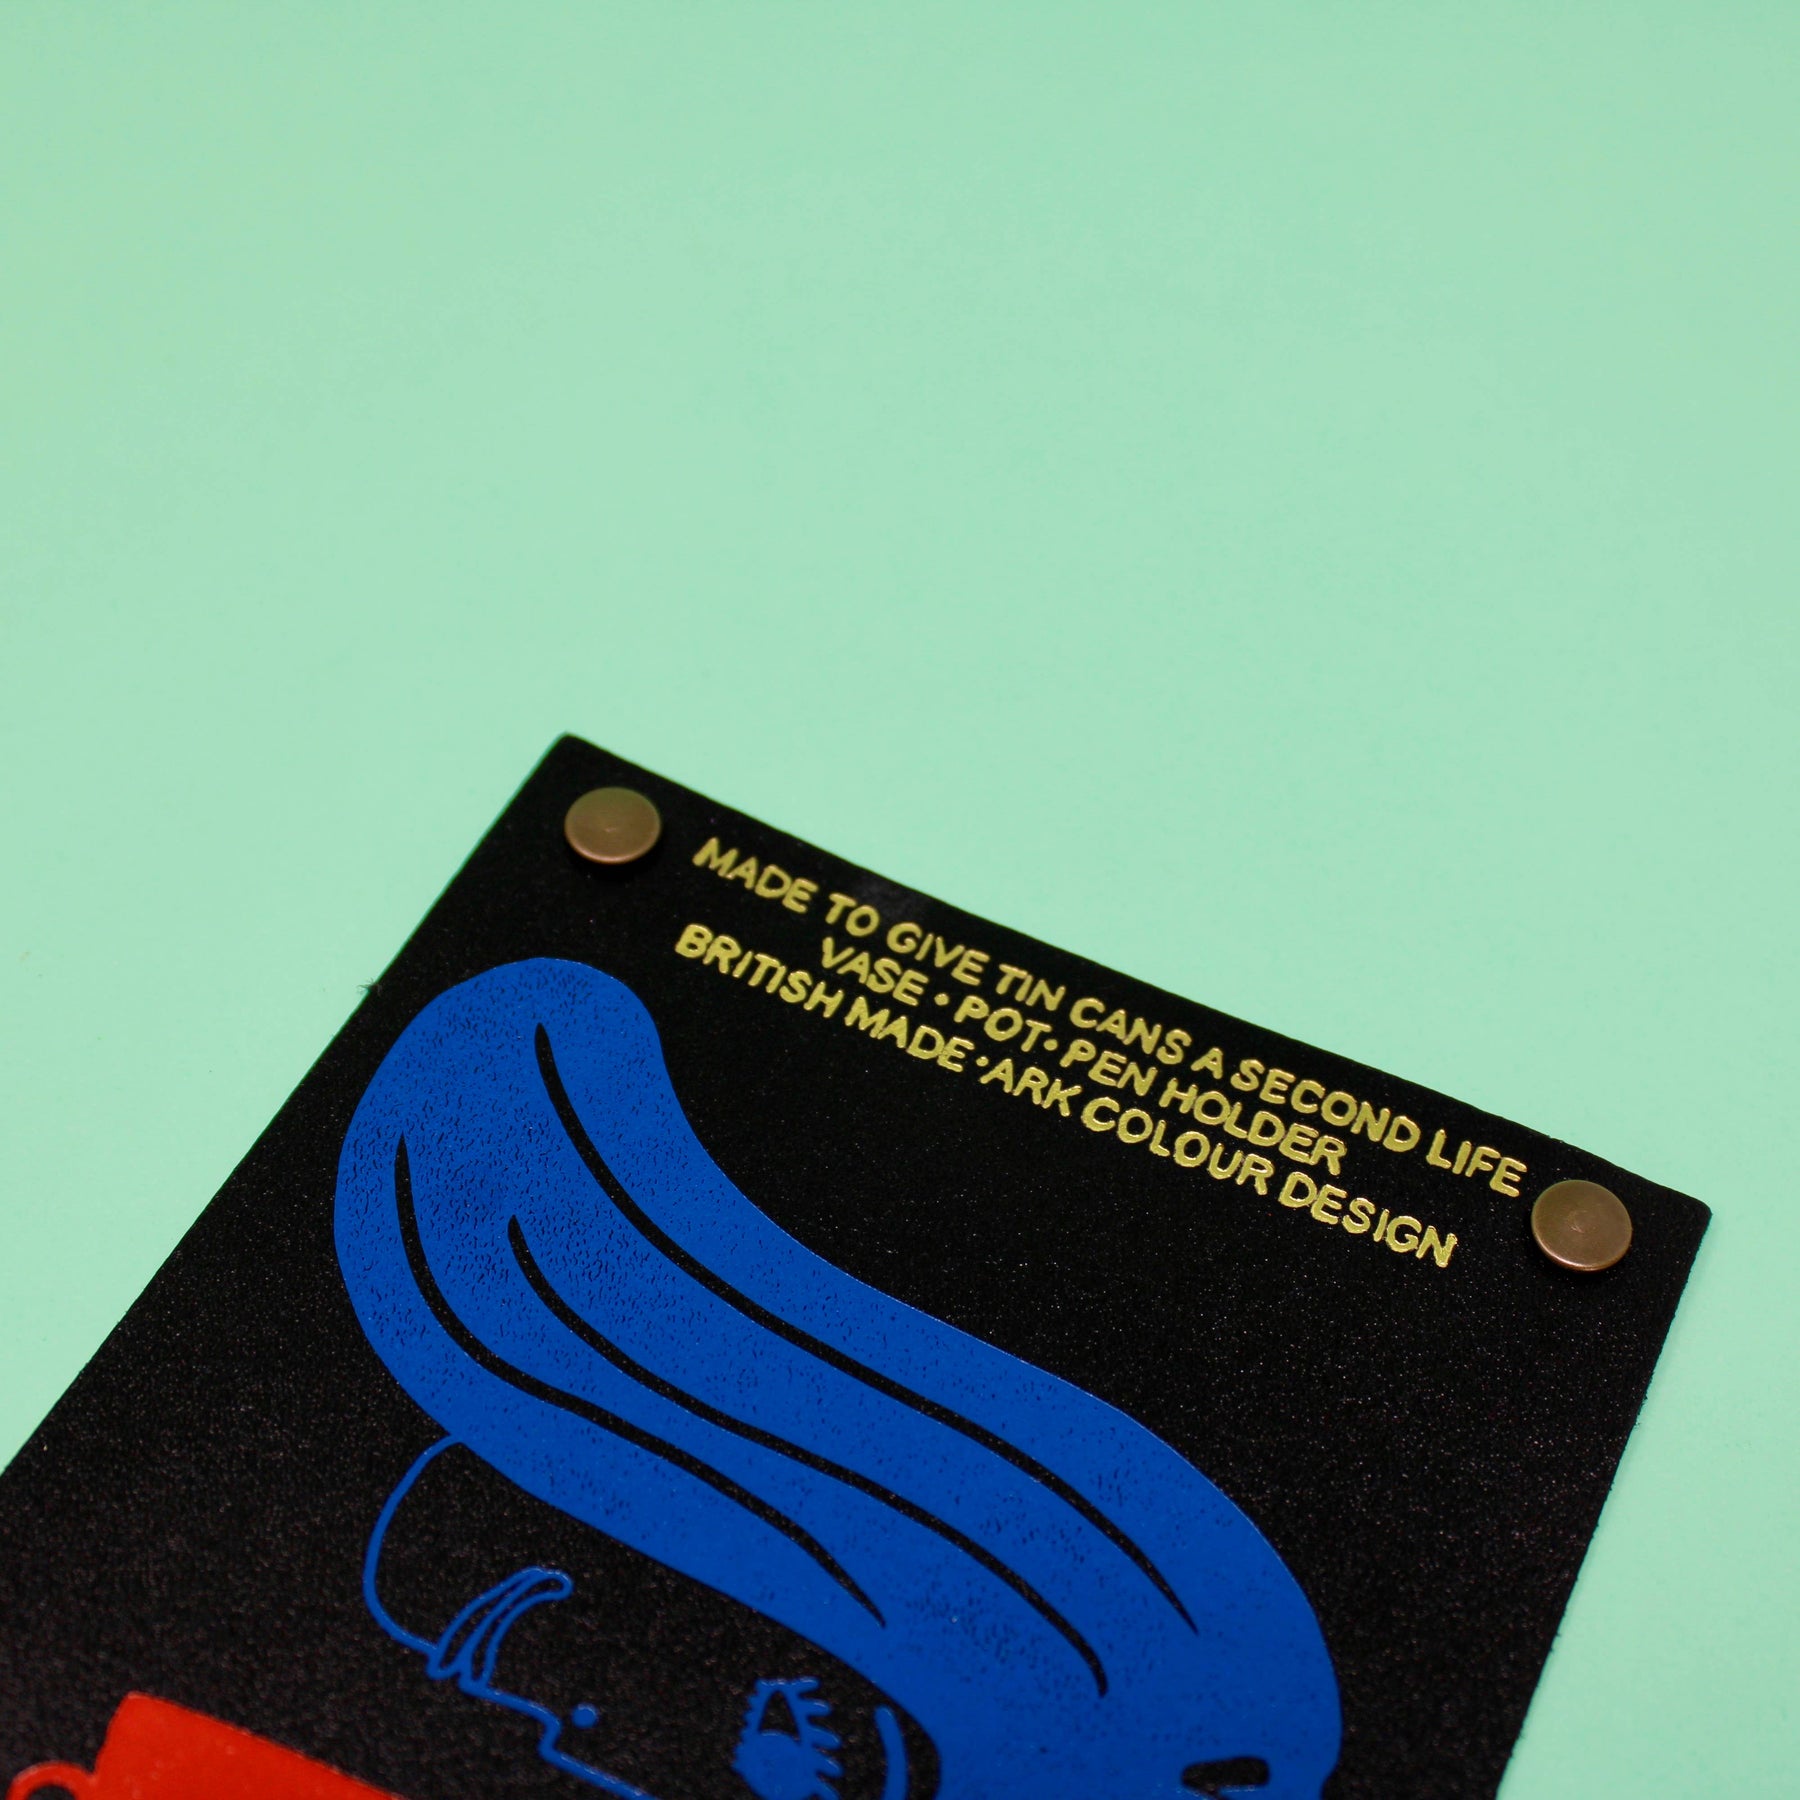 MADE TO GIVE TIN CANS A SECOND LIFE
VASE • POT • PEN HOLDER
BRITISH MADE • ARK COLOUR DESIGN